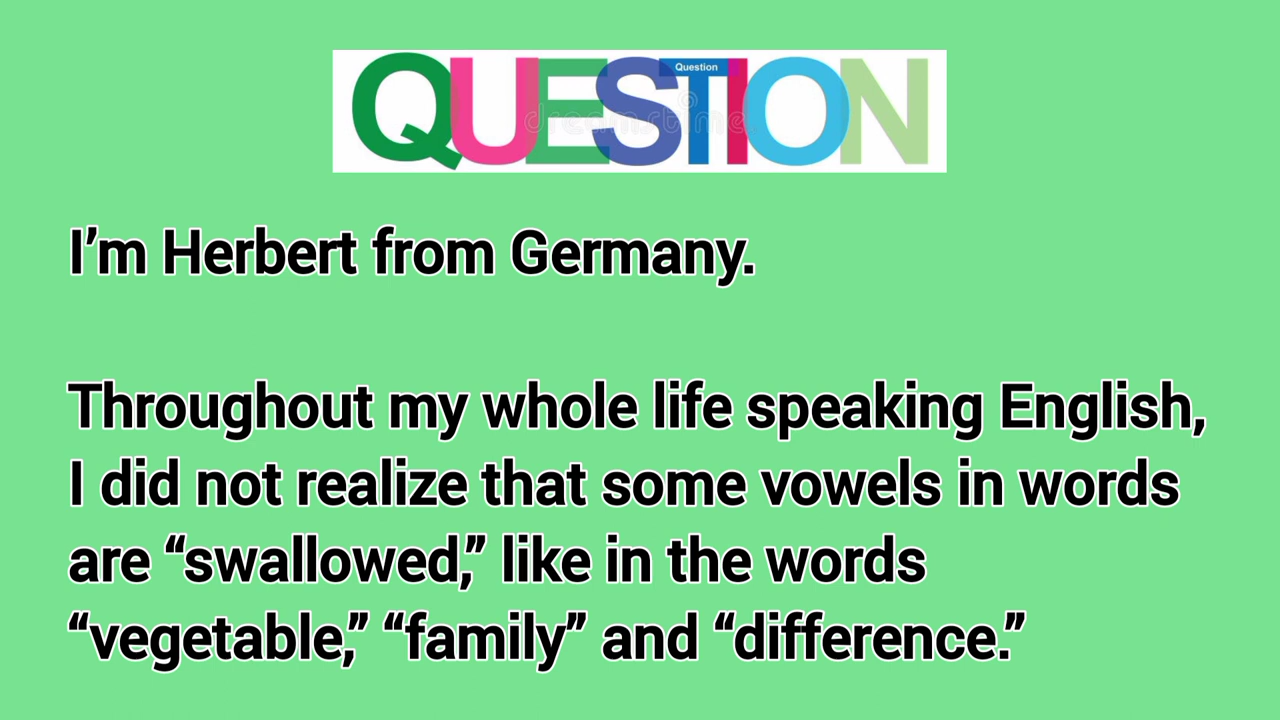 QUESTION
Question
dreamstime
I’m Herbert from Germany.
Throughout my whole life speaking English,
I did not realize that some vowels in words
are “swallowed,” like in the words
“vegetable,” “family” and “difference.”